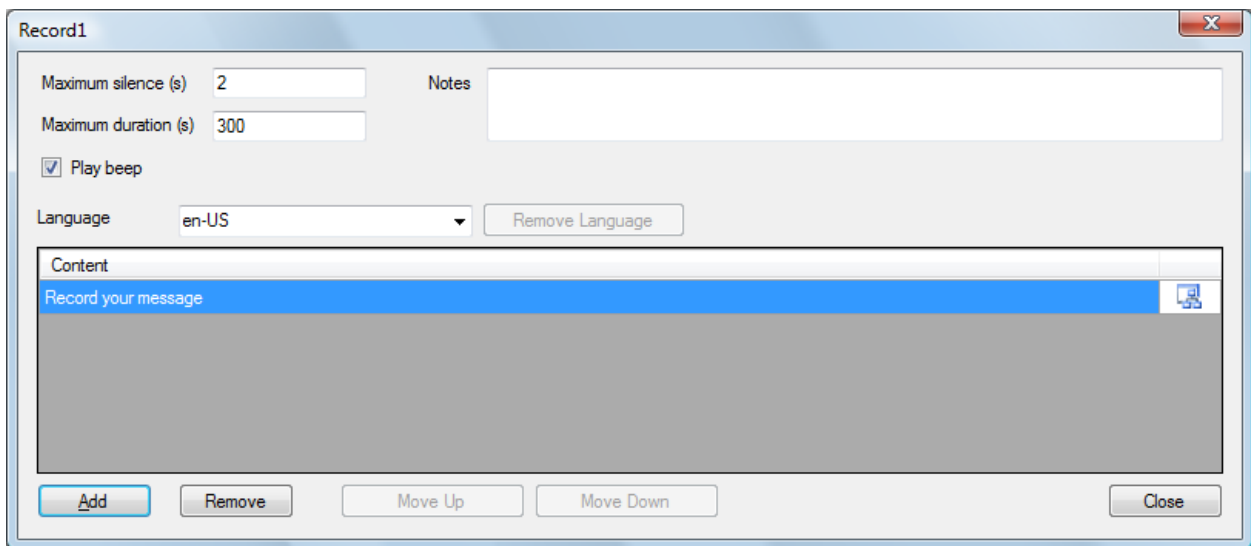 Record1
Maximum silence (s) 2 Notes
Maximum duration (s) 300
Play beep
Language en-US Remove Language
Content
Record your message
Add Remove Move Up Move Down Close